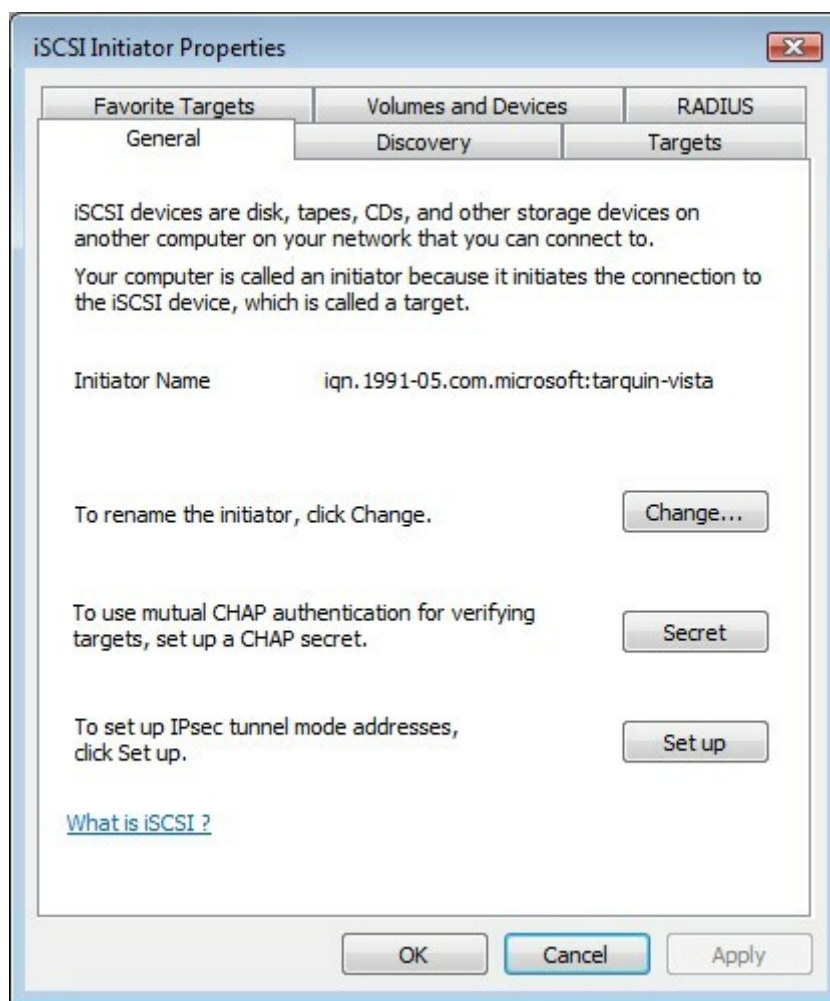 iSCSI Initiator Properties
Favorite Targets
Volumes and Devices
RADIUS
General
Discovery
Targets
iSCSI devices are disk, tapes, CDs, and other storage devices on
another computer on your network that you can connect to.
Your computer is called an initiator because it initiates the connection to
the iSCSI device, which is called a target.
Initiator Name iqn.1991-05.com.microsoft:tarquin-vista
To rename the initiator, click Change.
Change...
To use mutual CHAP authentication for verifying
targets, set up a CHAP secret.
Secret
To set up IPsec tunnel mode addresses,
click Set up.
Set up
What is iSCSI ?
OK
Cancel
Apply